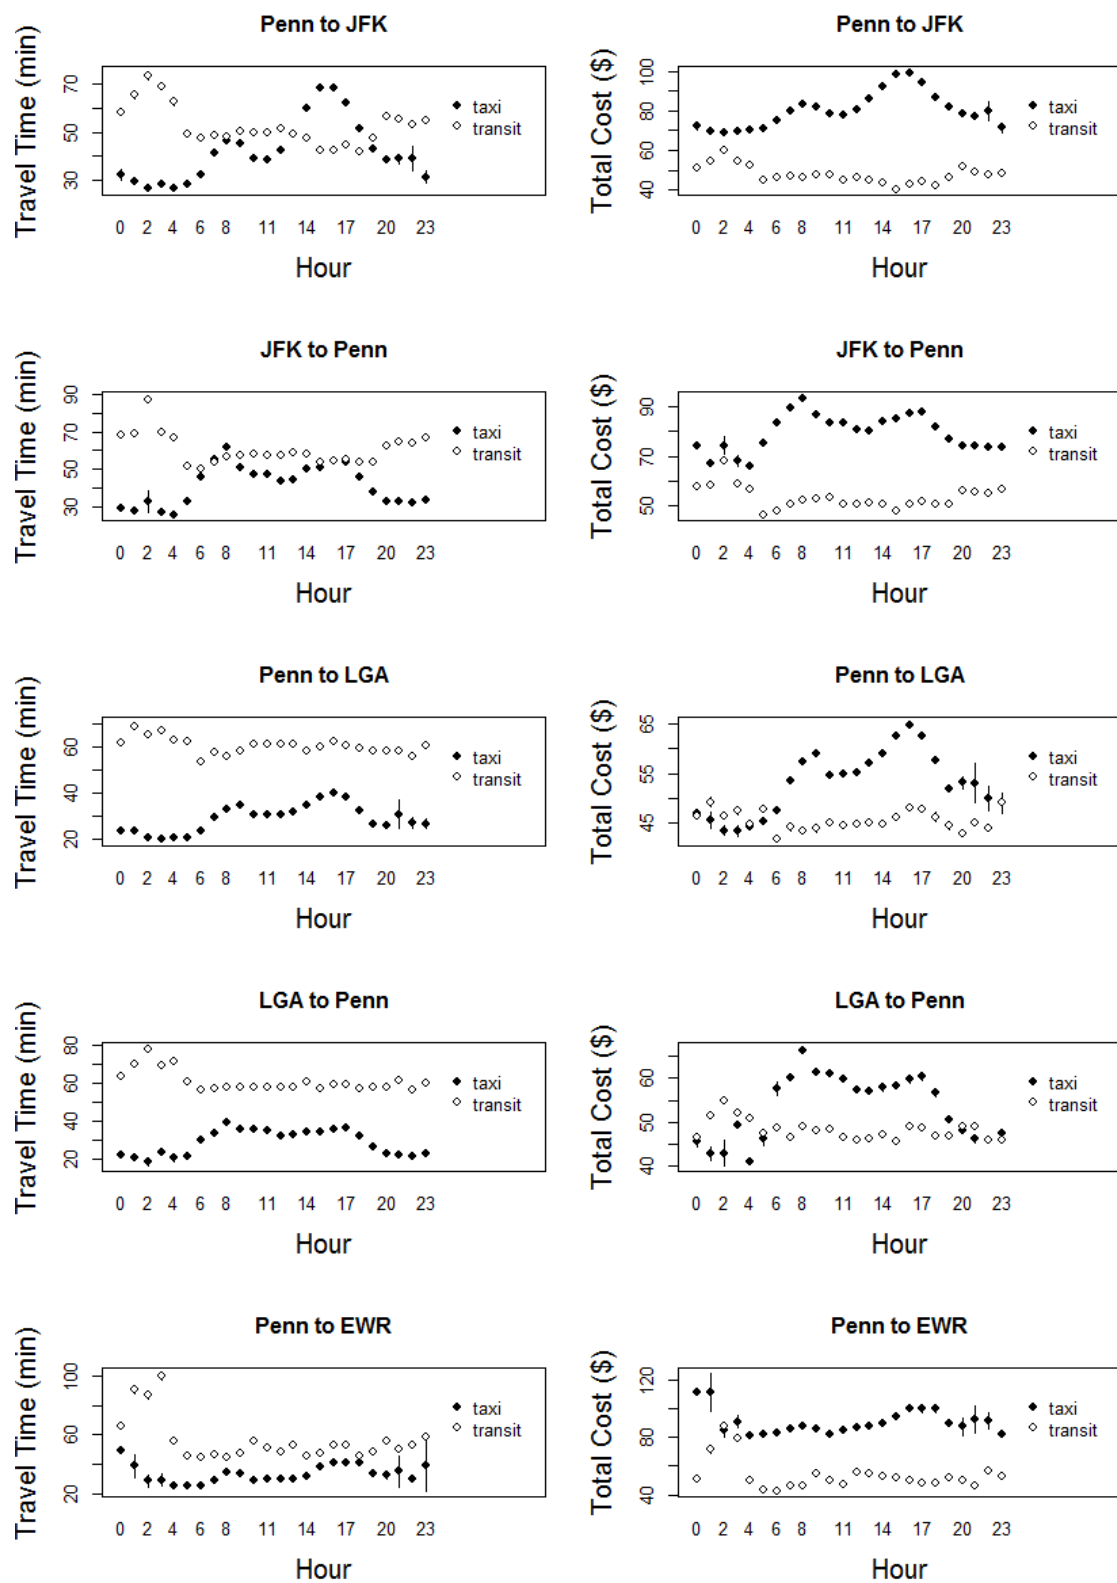 Penn to JFK
Travel Time (min)
30 50 70
taxi
transit
0 2 4 6 8 11 14 17 20 23
Hour
Penn to JFK
Total Cost ($)
40 60 80 100
taxi
transit
0 2 4 6 8 11 14 17 20 23
Hour
JFK to Penn
Travel Time (min)
30 50 70 90
taxi
transit
0 2 4 6 8 11 14 17 20 23
Hour
JFK to Penn
Total Cost ($)
50 70 90
taxi
transit
0 2 4 6 8 11 14 17 20 23
Hour
Penn to LGA
Travel Time (min)
20 40 60
taxi
transit
0 2 4 6 8 11 14 17 20 23
Hour
Penn to LGA
Total Cost ($)
45 55 65
taxi
transit
0 2 4 6 8 11 14 17 20 23
Hour
LGA to Penn
Travel Time (min)
20 40 60 80
taxi
transit
0 2 4 6 8 11 14 17 20 23
Hour
LGA to Penn
Total Cost ($)
40 50 60
taxi
transit
0 2 4 6 8 11 14 17 20 23
Hour
Penn to EWR
Travel Time (min)
20 60 100
taxi
transit
0 2 4 6 8 11 14 17 20 23
Hour
Penn to EWR
Total Cost ($)
40 80 120
taxi
transit
0 2 4 6 8 11 14 17 20 23
Hour